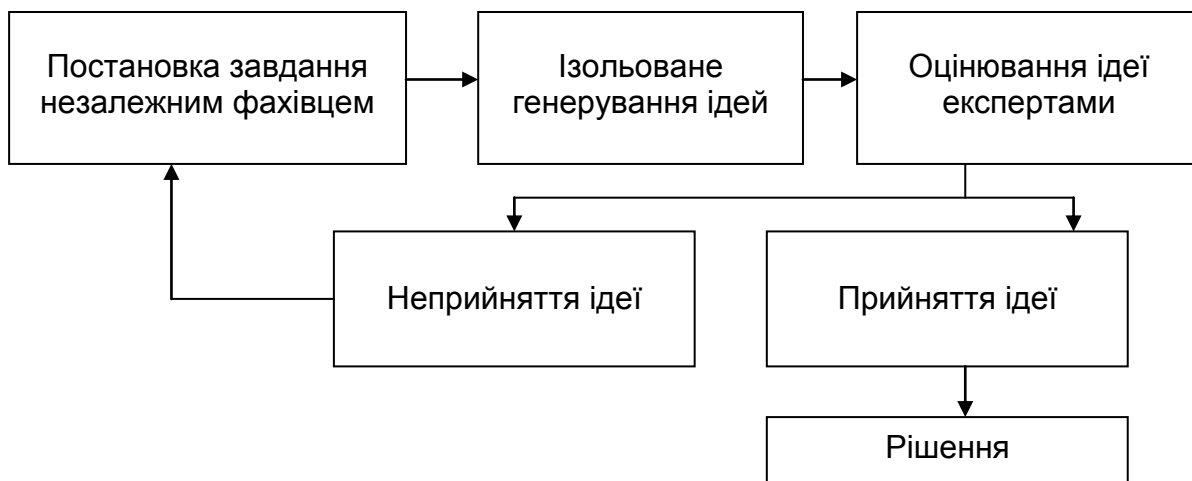 Постановка завдання
незалежним фахівцем
Ізольоване
генерування ідей
Оцінювання ідеї
експертами
Неприйняття ідеї
Прийняття ідеї
Рішення